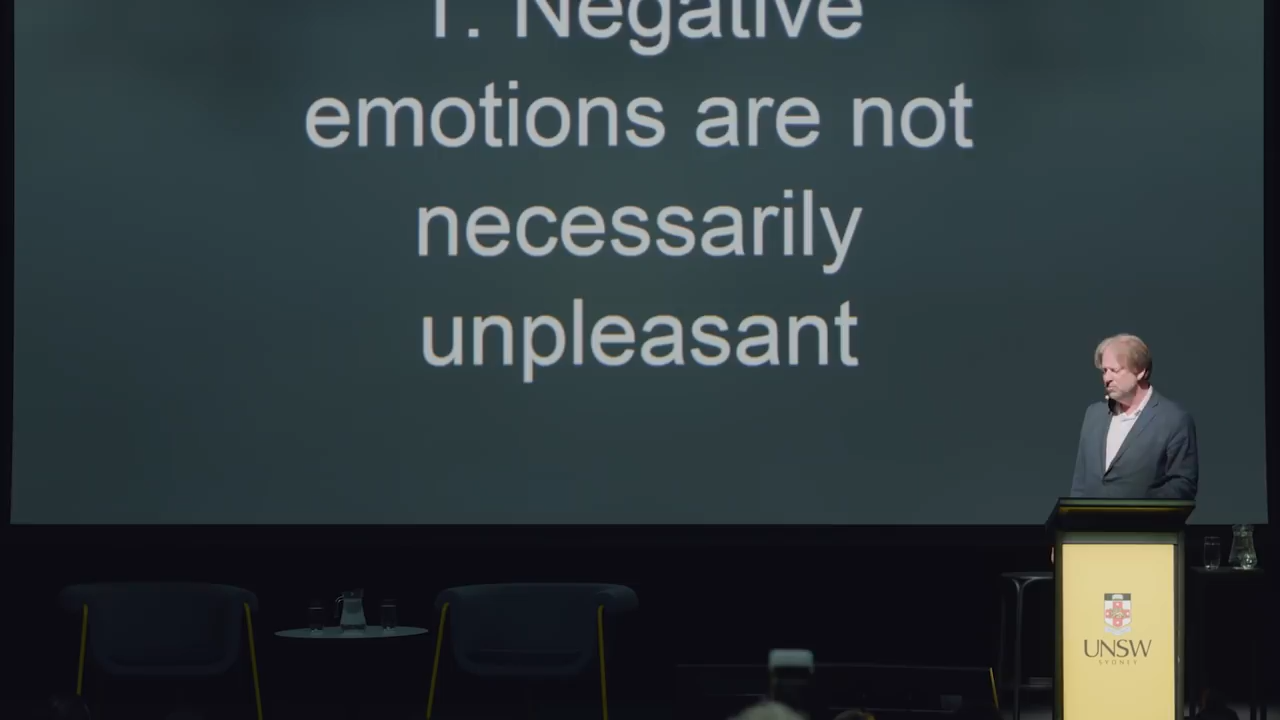 1. Negative
emotions are not
necessarily
unpleasant
UNSW
SYDNEY